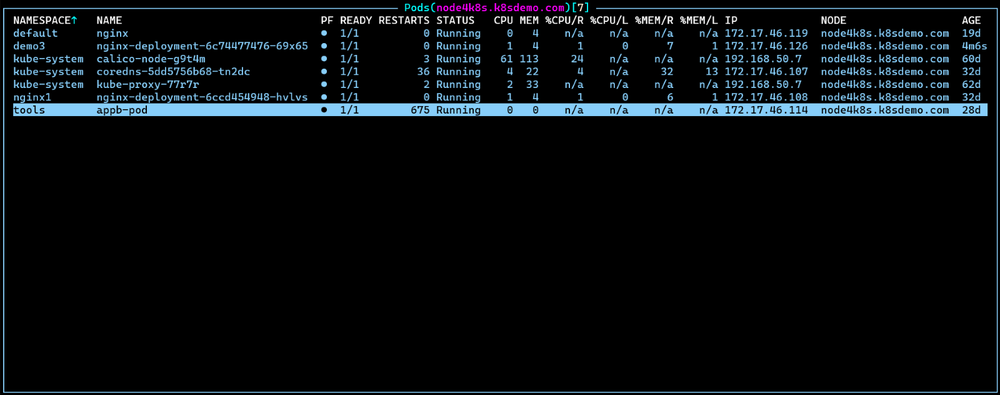 Pods(node4k8s.k8sdemo.com)[7]
NAMESPACE↑ NAME PF READY RESTARTS STATUS CPU MEM %CPU/R %CPU/L %MEM/R %MEM/L IP NODE AGE
default nginx ● 1/1 0 Running 0 4 n/a n/a n/a n/a 172.17.46.119 node4k8s.k8sdemo.com 19d
demo3 nginx-deployment-6c74477476-69x65 ● 1/1 0 Running 1 4 1 0 7 1 172.17.46.126 node4k8s.k8sdemo.com 4m6s
kube-system calico-node-g9t4m ● 1/1 3 Running 61 113 24 n/a n/a n/a 192.168.50.7 node4k8s.k8sdemo.com 60d
kube-system coredns-5dd5756b68-tn2dc ● 1/1 36 Running 4 22 4 n/a 32 13 172.17.46.107 node4k8s.k8sdemo.com 32d
kube-system kube-proxy-77r7r ● 1/1 2 Running 2 33 n/a n/a n/a n/a 192.168.50.7 node4k8s.k8sdemo.com 62d
nginx1 nginx-deployment-6ccd454948-hvlvs ● 1/1 0 Running 1 4 1 0 6 1 172.17.46.108 node4k8s.k8sdemo.com 32d
tools appb-pod ● 1/1 675 Running 0 0 n/a n/a n/a n/a 172.17.46.114 node4k8s.k8sdemo.com 28d